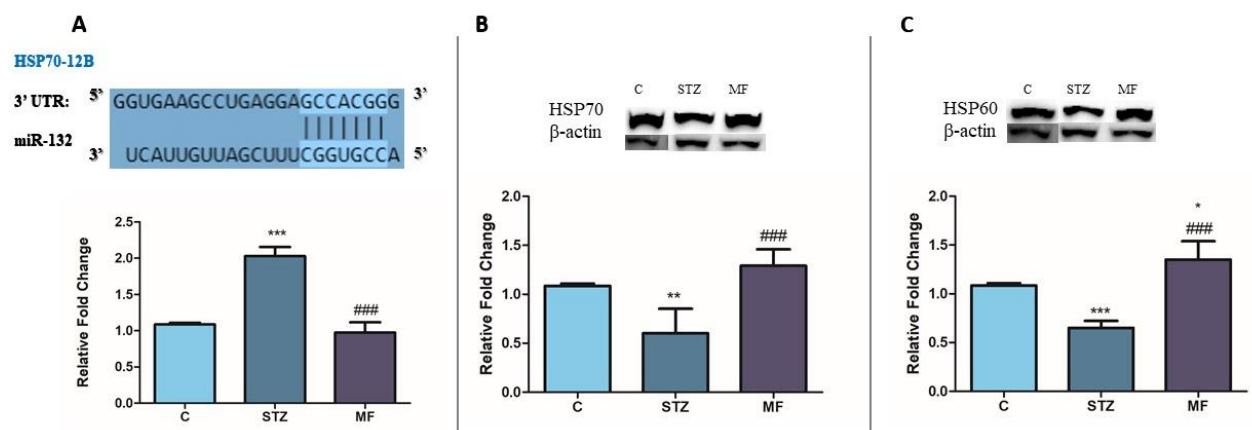 A
HSP70-12B
3' UTR: 5' GGUGAAGCCUGAGGAGCCACGGG 3'
miR-132
3' UCAUUGUUAGCUUUCGGUGCCA 5'
Relative Fold Change
2.5
2.0
1.5
1.0
0.5
0.0
***
###
C STZ MF
B
C STZ MF
HSP70
β-actin
Relative Fold Change
2.0
1.5
1.0
0.5
0.0
**
###
C STZ MF
C
C STZ MF
HSP60
β-actin
Relative Fold Change
2.0
1.5
1.0
0.5
0.0
***
*
###
C STZ MF